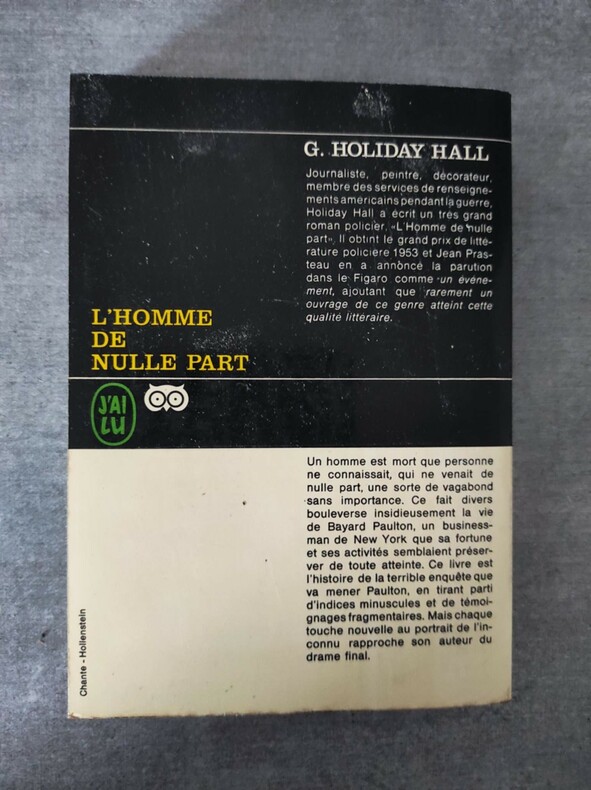 G. HOLIDAY HALL
Journaliste, peintre, décorateur,
membre des services de renseigne-
ments américains pendant la guerre,
Holiday Hall a écrit un très grand
roman policier, «L'Homme de nulle
part». Il obtint le grand prix de litté-
rature policière 1953 et Jean Pras-
teau en a annoncé la parution
dans le Figaro comme un événe-
ment, ajoutant que rarement un
ouvrage de ce genre atteint cette
qualité littéraire.
L'HOMME
DE
NULLE PART
J'AI
LU
Un homme est mort que personne
ne connaissait, qui ne venait de
nulle part, une sorte de vagabond
sans importance. Ce fait divers
bouleverse insidieusement la vie
de Bayard Paulton, un business-
man de New York que sa fortune
et ses activités semblaient préser-
ver de toute atteinte. Ce livre est
l'histoire de la terrible enquête que
va mener Paulton, en tirant parti
d'indices minuscules et de témoi-
gnages fragmentaires. Mais chaque
touche nouvelle au portrait de l'in-
connu rapproche son auteur du
drame final.
Chante - Hollenstein